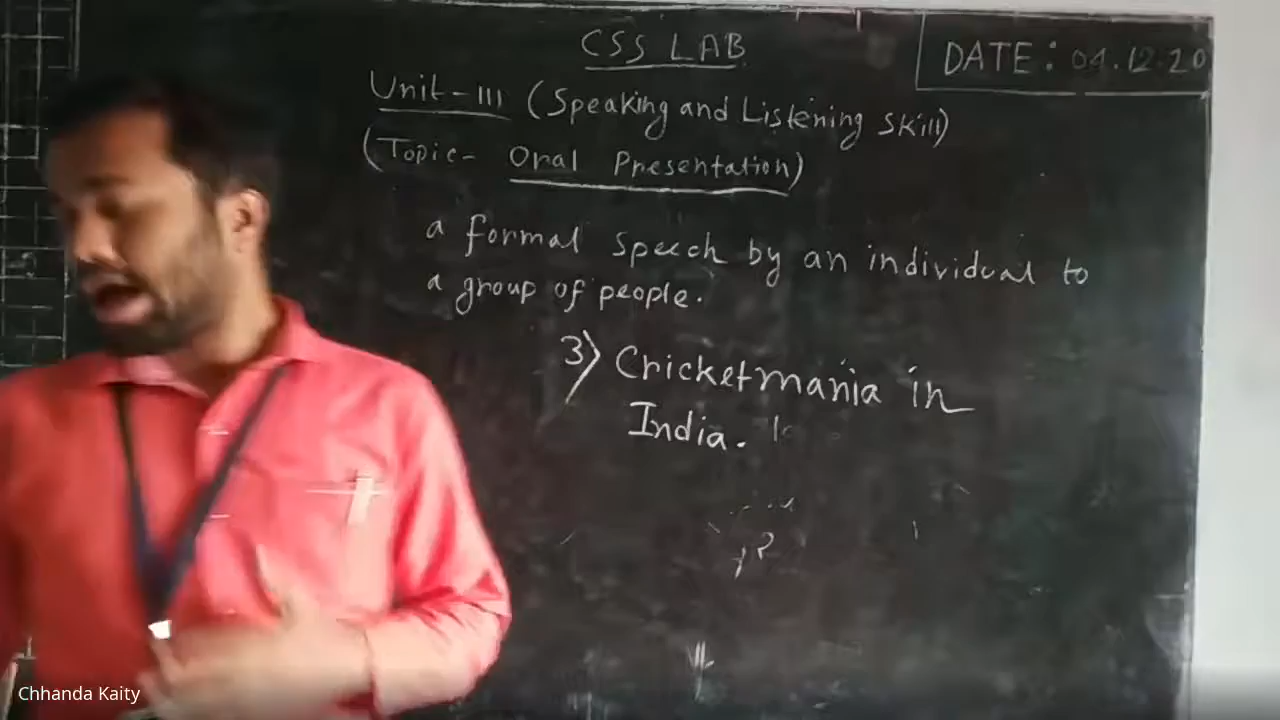 CSS LAB
DATE: 04.12.20
Unit-III (Speaking and Listening Skill)
(Topic- Oral Presentation)
a formal speech by an individual to
a group of people.
3) Cricketmania in
India.
Chhanda Kaity